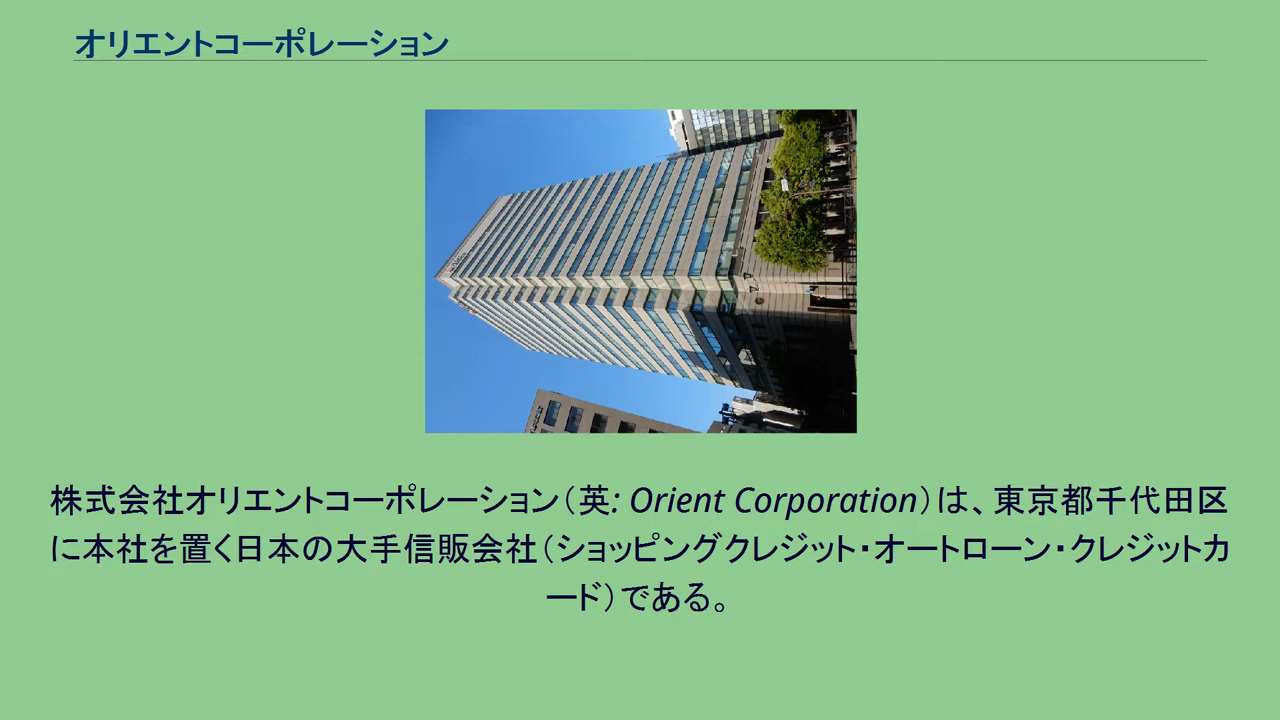 オリエントコーポレーション
株式会社オリエントコーポレーション（英: Orient Corporation）は、東京都千代田区
に本社を置く日本の大手信販会社（ショッピングクレジット・オートローン・クレジットカ
ード）である。